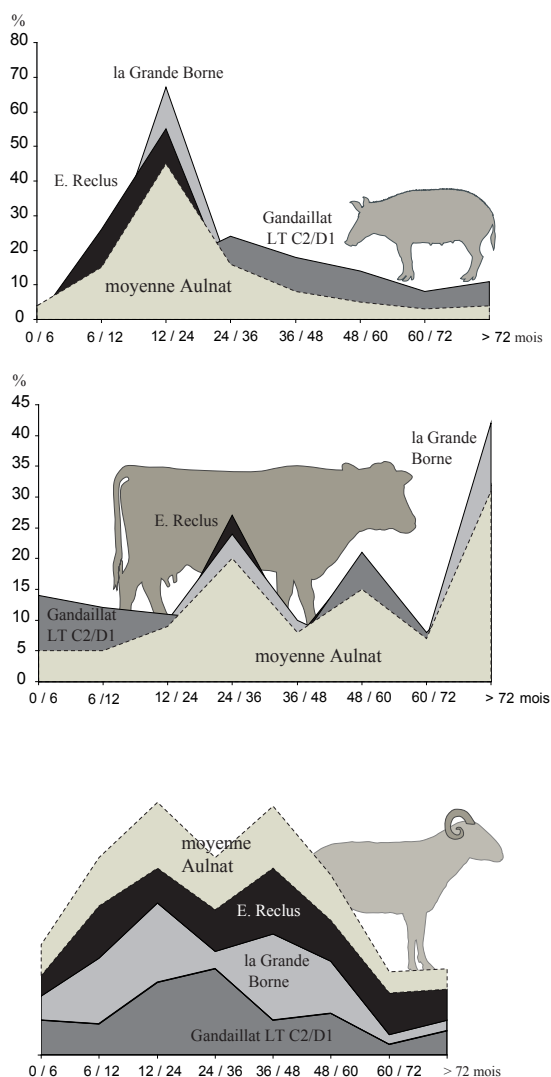 %
80
la Grande Borne
70
60
50
E. Reclus
40
30
Gandaillat
LT C2/D1
20
moyenne Aulnat
10
0
0 / 6 6 / 12 12 / 24 24 / 36 36 / 48 48 / 60 60 / 72 > 72 mois
%
45
la Grande
Borne
40
35
30
E. Reclus
25
20
15
Gandaillat
LT C2/D1
10
moyenne Aulnat
5
0
0 / 6 6 /12 12 / 24 24 / 36 36 / 48 48 / 60 60 / 72 > 72 mois
moyenne
Aulnat
E. Reclus
la Grande
Borne
Gandaillat LT C2/D1
0 / 6 6 / 12 12 / 24 24 / 36 36 / 48 48 / 60 60 / 72 > 72 mois